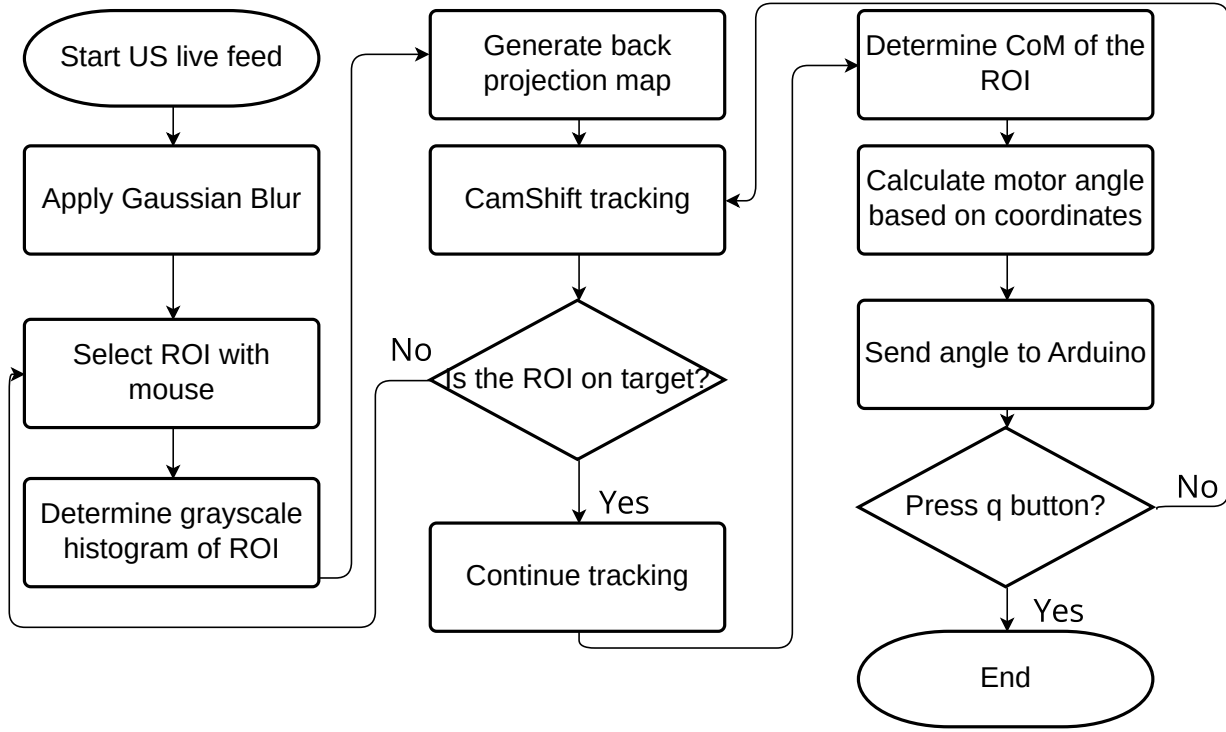 Start US live feed
Apply Gaussian Blur
Select ROI with
mouse
Determine grayscale
histogram of ROI
Generate back
projection map
CamShift tracking
Is the ROI on target?
No
Yes
Continue tracking
Determine CoM of the
ROI
Calculate motor angle
based on coordinates
Send angle to Arduino
Press q button?
No
Yes
End